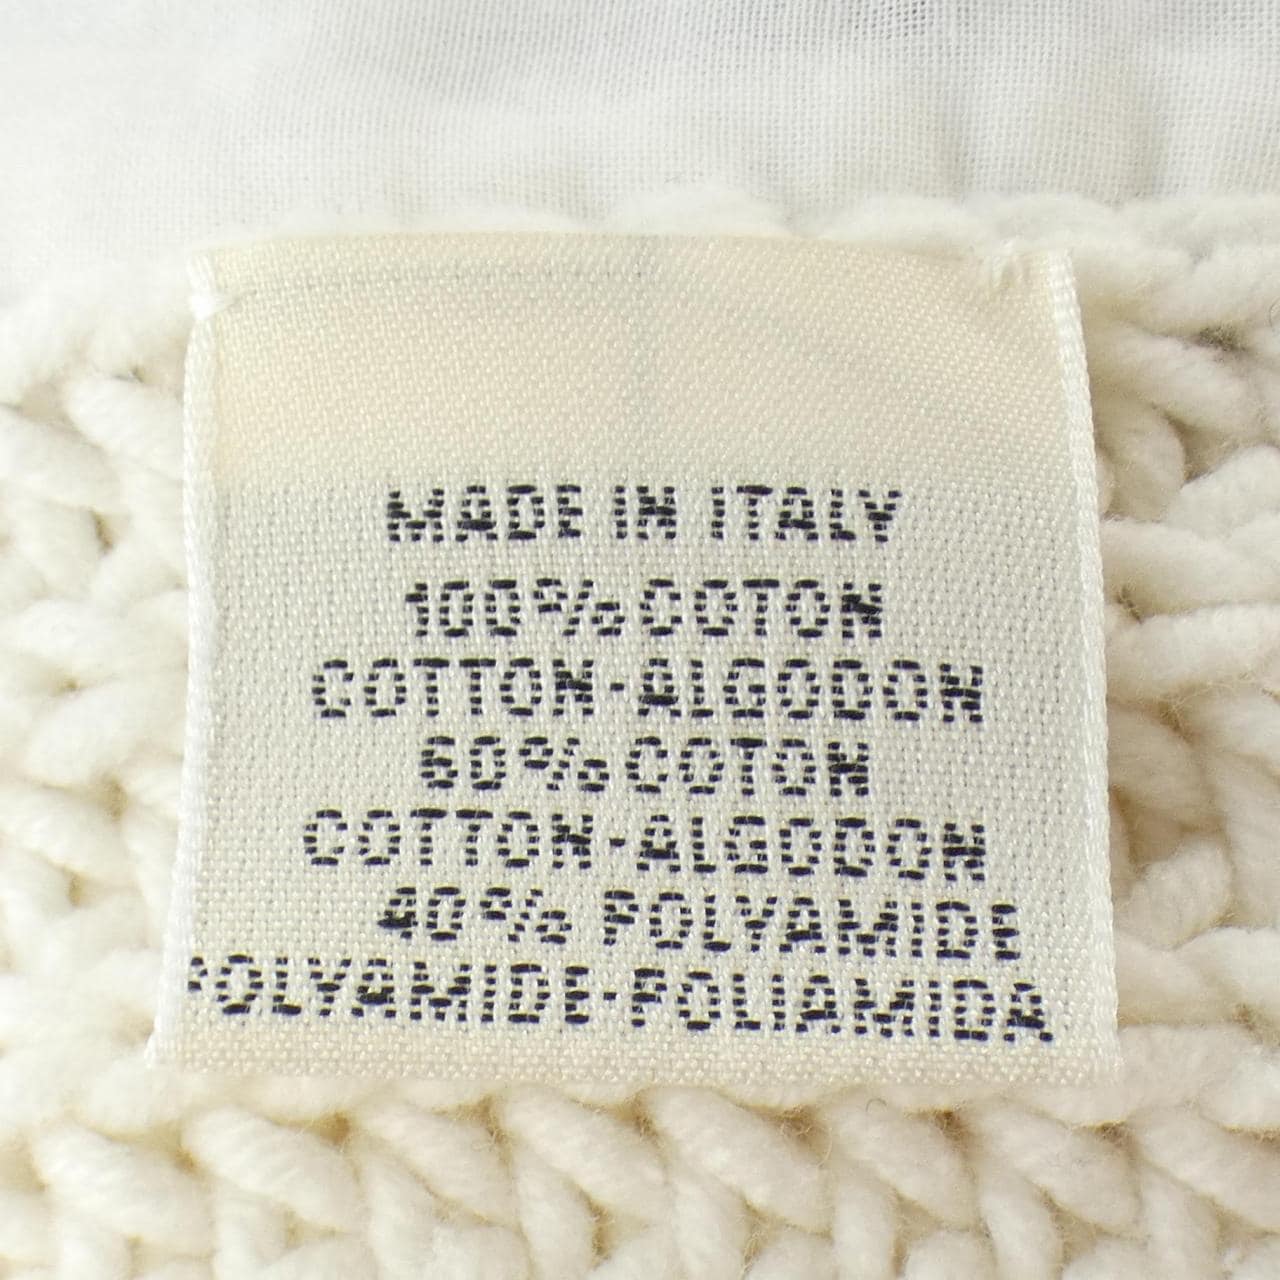 MADE IN ITALY
100% COTON
COTTON-ALGODON
60% COTON
COTTON-ALGODON
40% POLYAMIDE
POLYAMIDE-POLIAMIDA